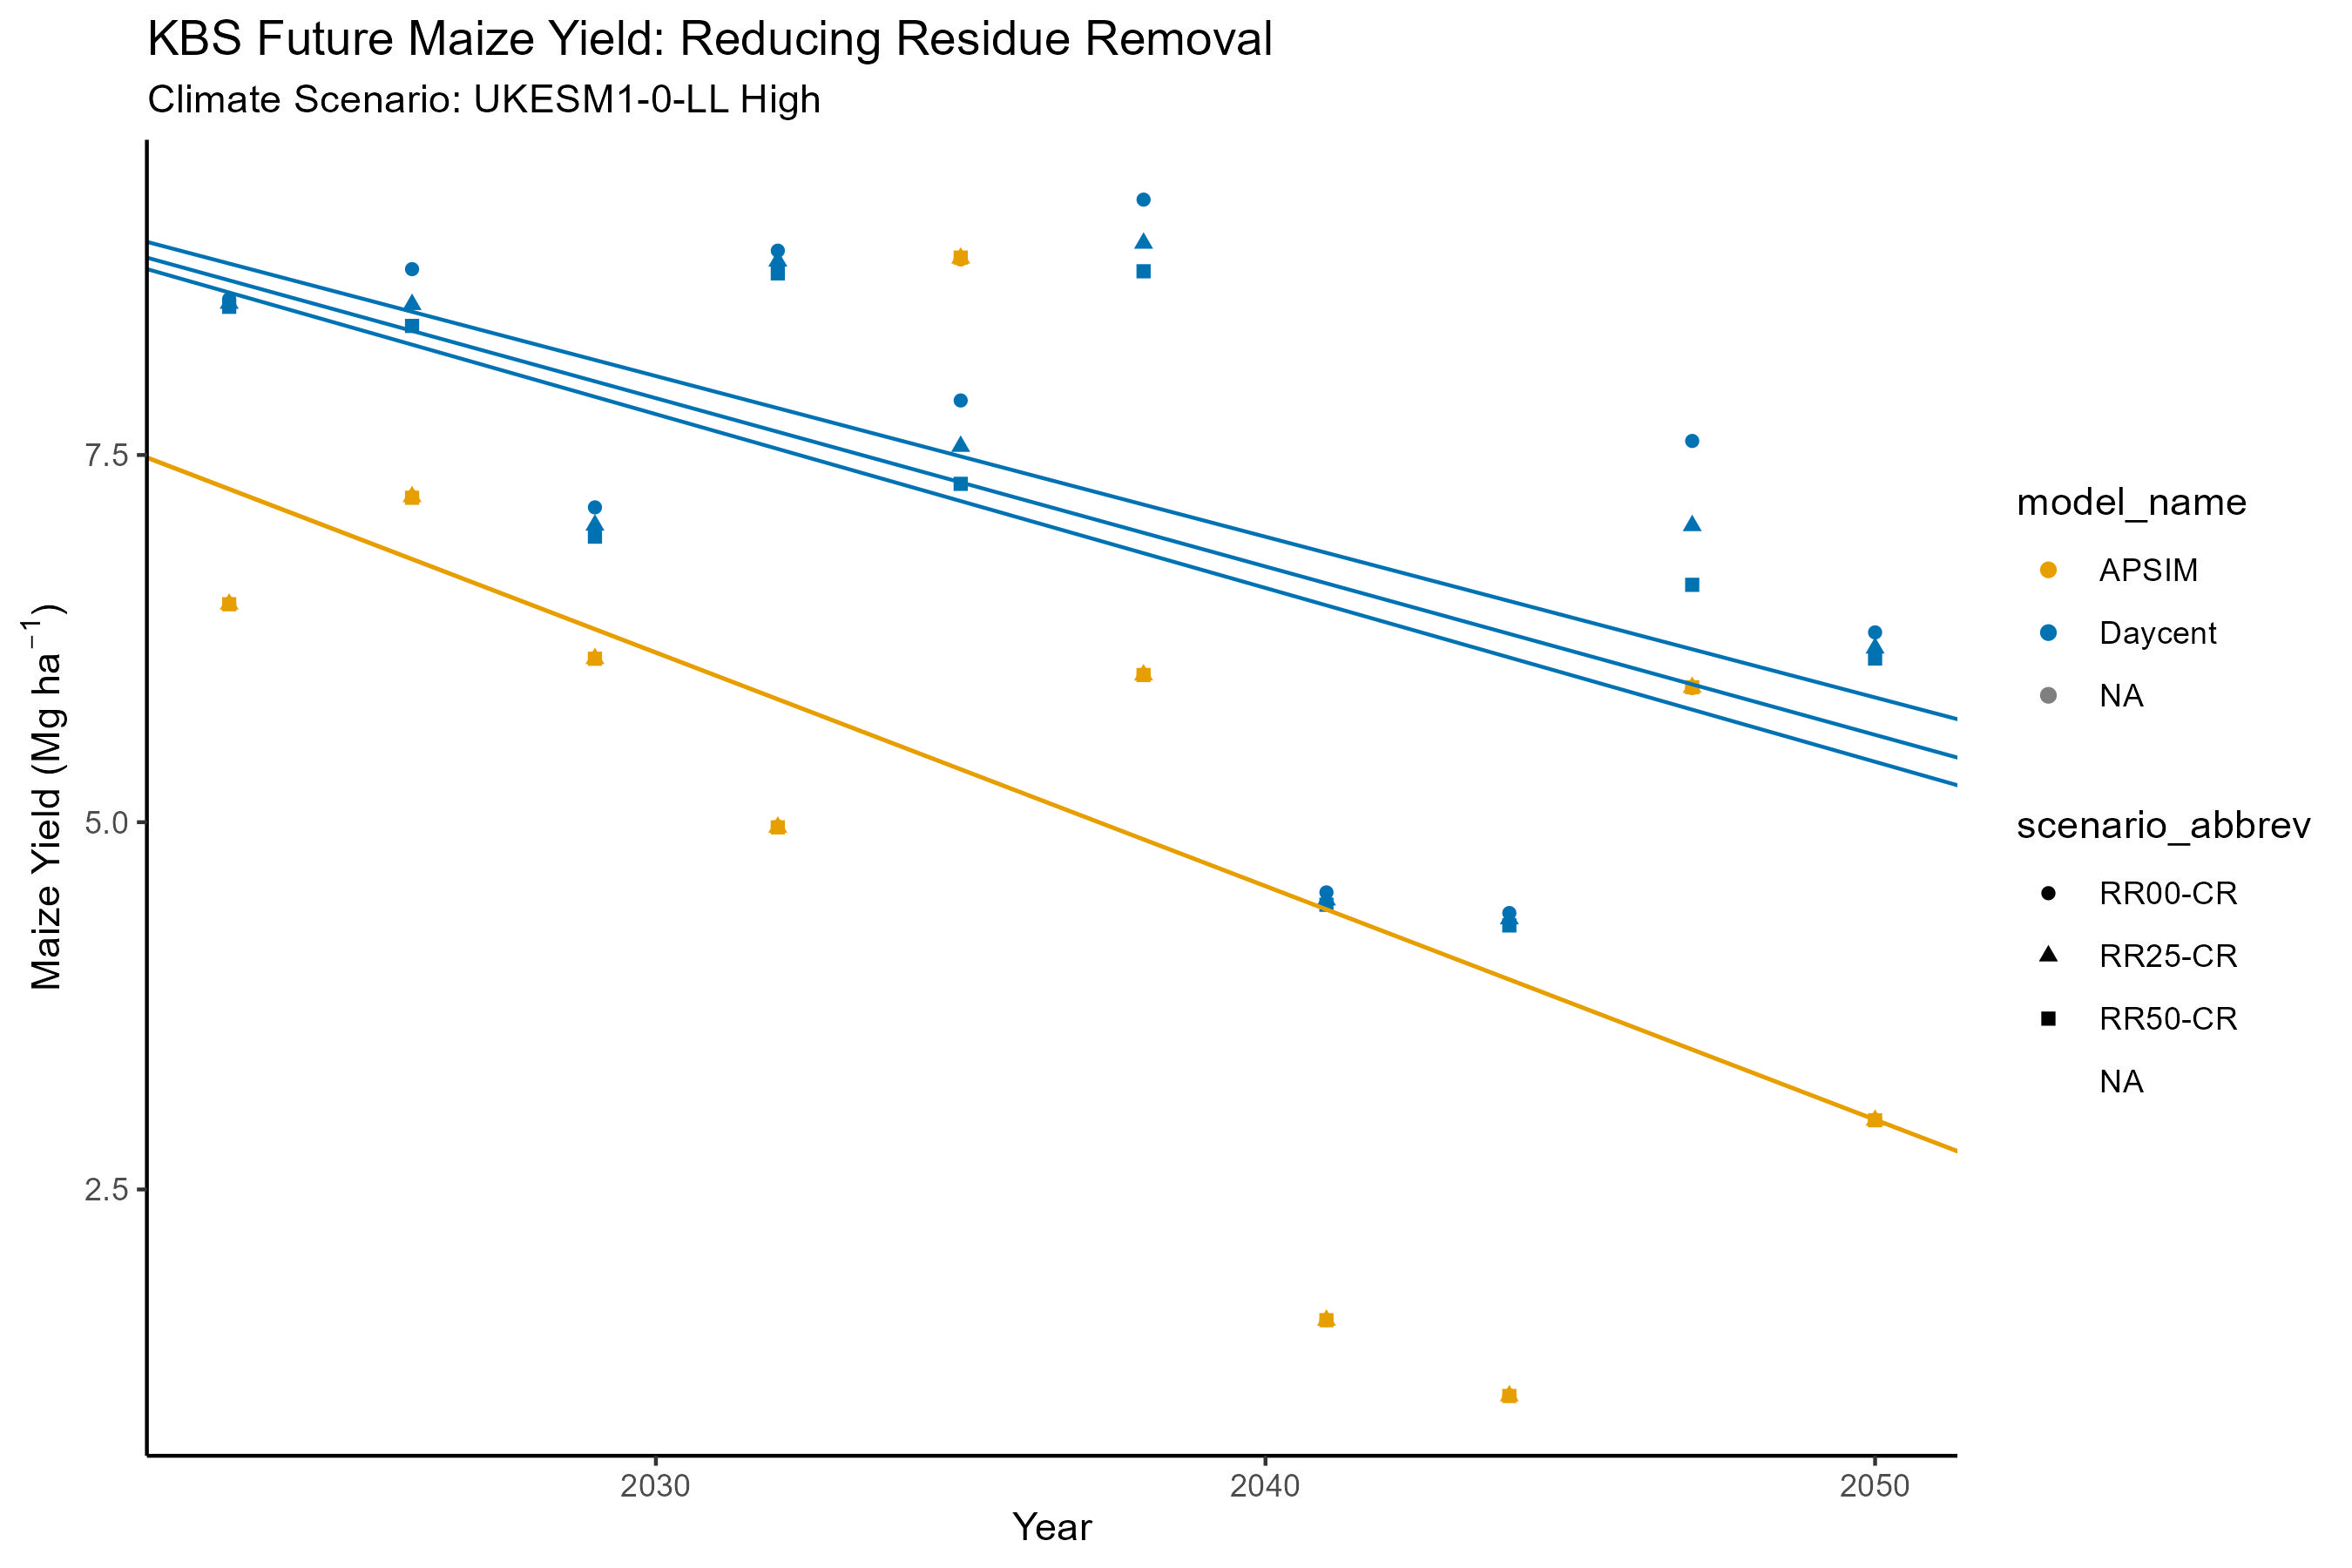 KBS Future Maize Yield: Reducing Residue Removal
Climate Scenario: UKESM1-0-LL High
Maize Yield (Mg ha⁻¹)
7.5
5.0
2.5
2030
2040
2050
Year
model_name
APSIM
Daycent
NA
scenario_abbrev
RR00-CR
RR25-CR
RR50-CR
NA